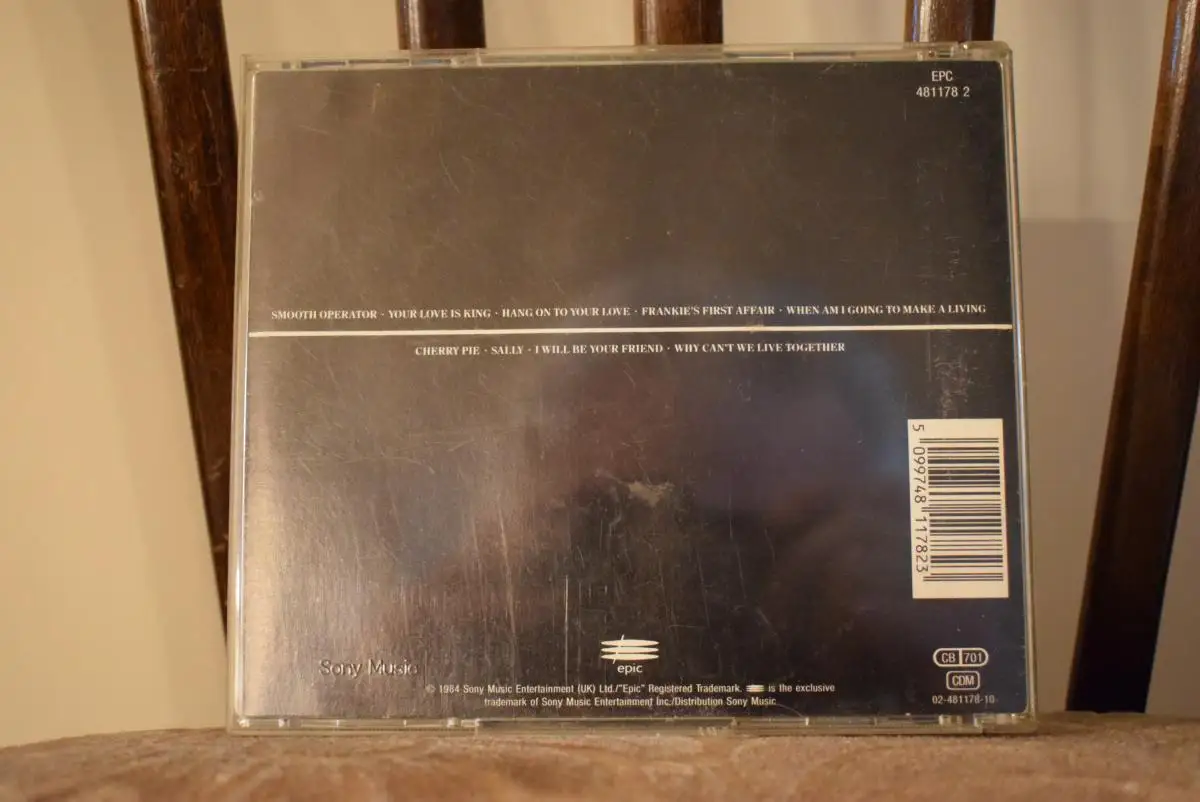 EPC
481178 2
SMOOTH OPERATOR · YOUR LOVE IS KING · HANG ON TO YOUR LOVE · FRANKIE'S FIRST AFFAIR · WHEN AM I GOING TO MAKE A LIVING
CHERRY PIE · SALLY · I WILL BE YOUR FRIEND · WHY CAN'T WE LIVE TOGETHER
5 099748 117823
Sony Music
epic
© 1984 Sony Music Entertainment (UK) Ltd./"Epic" Registered Trademark. is the exclusive
trademark of Sony Music Entertainment Inc./Distribution Sony Music
CB 701
CDM
02-481178-10